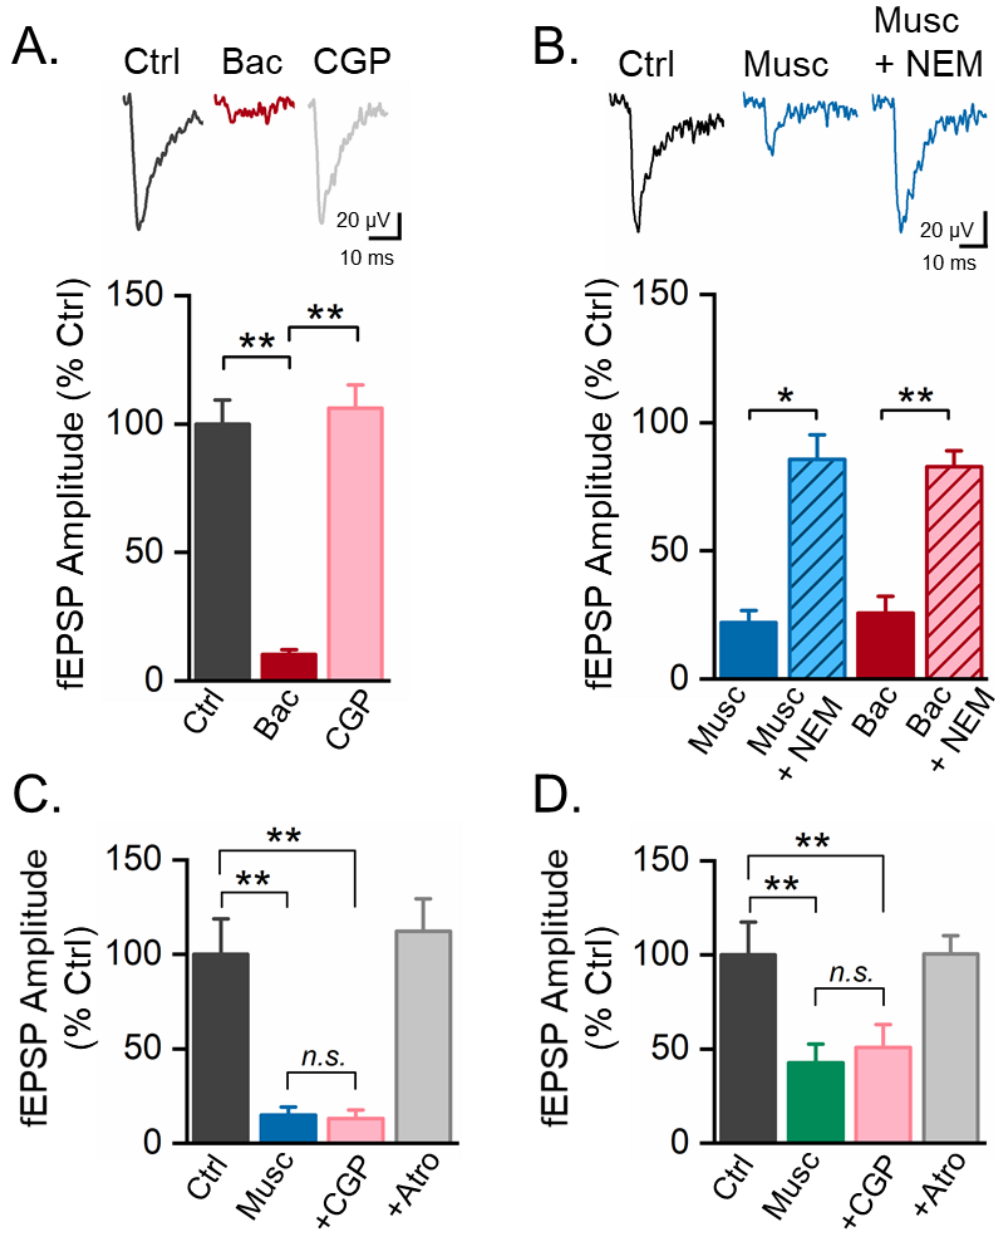 A.
Ctrl Bac CGP
20 µV
10 ms
fEPSP Amplitude (% Ctrl)
150
100
50
0
** **
Ctrl Bac CGP
B.
Ctrl Musc Musc
+ NEM
20 µV
10 ms
fEPSP Amplitude (% Ctrl)
150
100
50
0
* **
Musc Musc
+ NEM Bac Bac
+ NEM
C.
fEPSP Amplitude
(% Ctrl)
150
100
50
0
**
**
n.s.
Ctrl Musc +CGP +Atro
D.
fEPSP Amplitude
(% Ctrl)
150
100
50
0
**
**
n.s.
Ctrl Musc +CGP +Atro